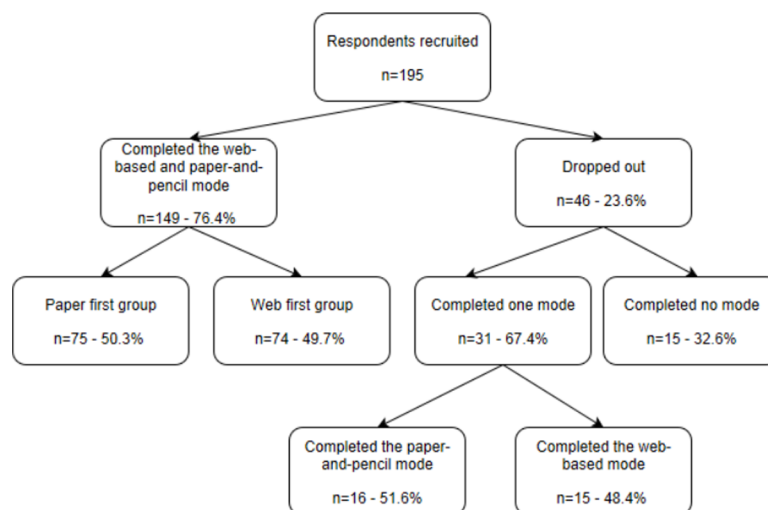 Respondents recruited
n=195
Completed the web-
based and paper-and-
pencil mode
n=149 - 76.4%
Dropped out
n=46 - 23.6%
Paper first group
n=75 - 50.3%
Web first group
n=74 - 49.7%
Completed one mode
n=31 - 67.4%
Completed no mode
n=15 - 32.6%
Completed the paper-
and-pencil mode
n=16 - 51.6%
Completed the web-
based mode
n=15 - 48.4%